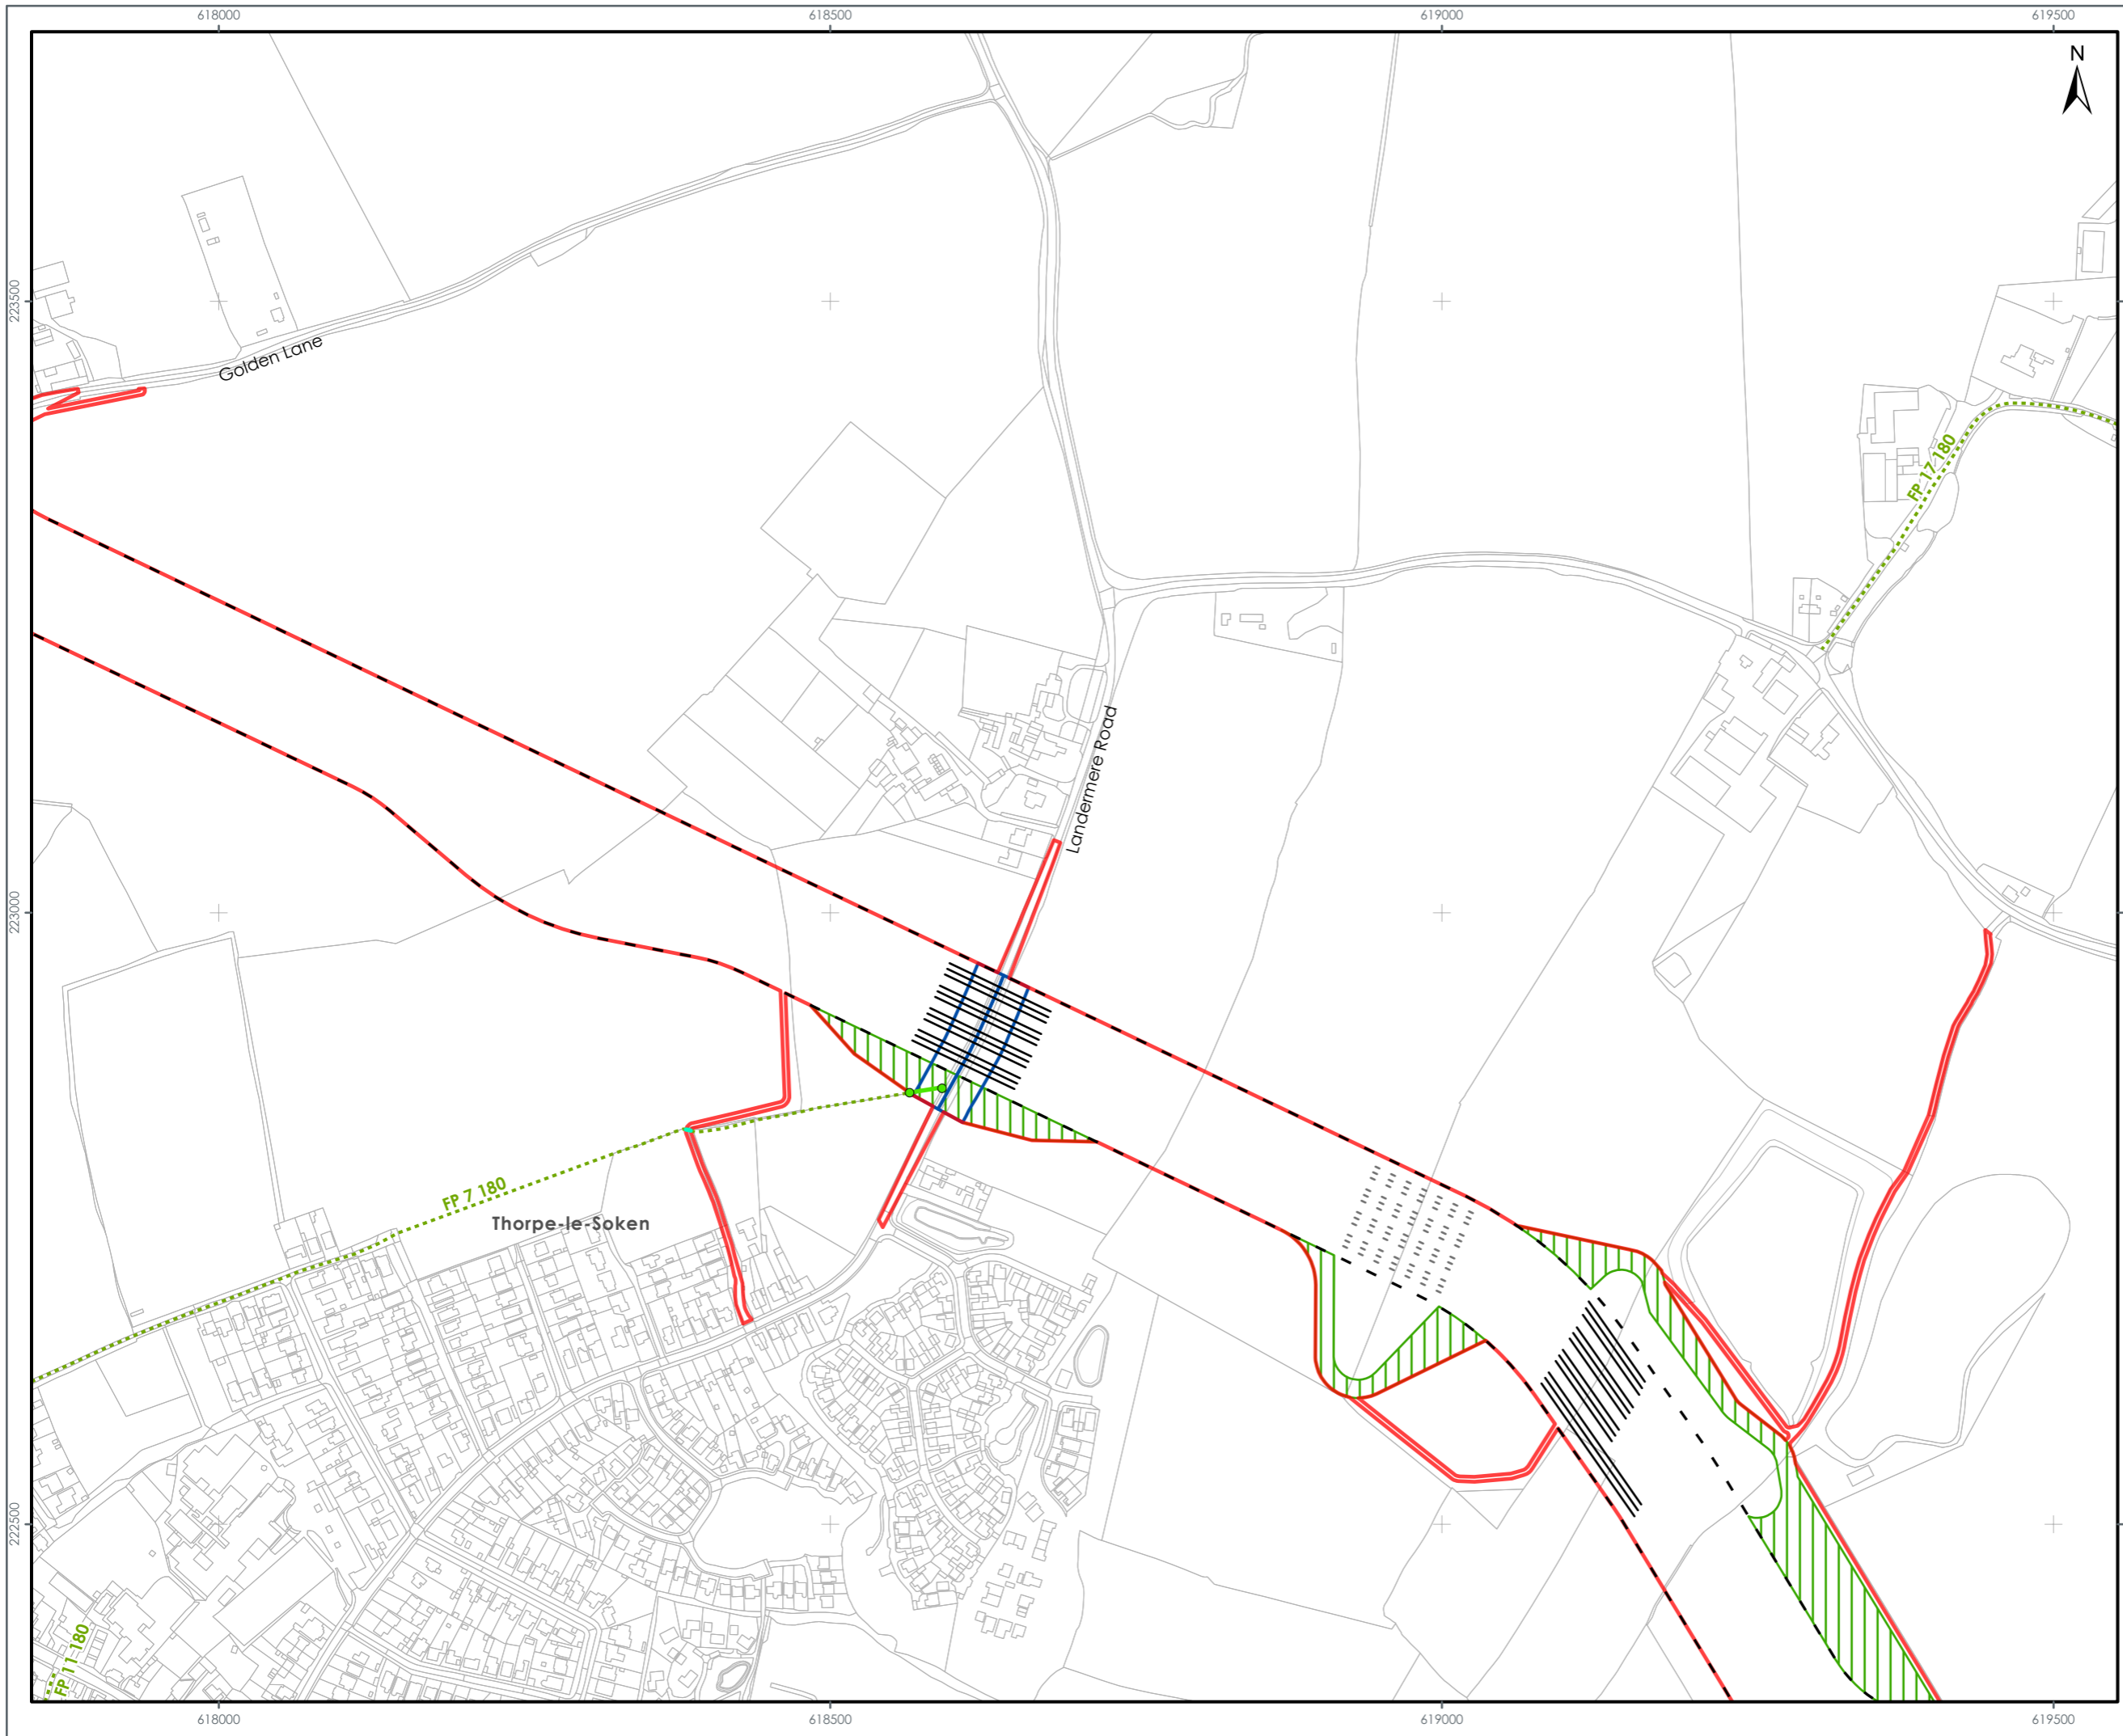 618000
618500
619000
619500
N
223500
Golden Lane
FP 17 180
Landermere Road
223000
FP 7 180
Thorpe-le-Soken
222500
FP 11 180
618000
618500
619000
619500